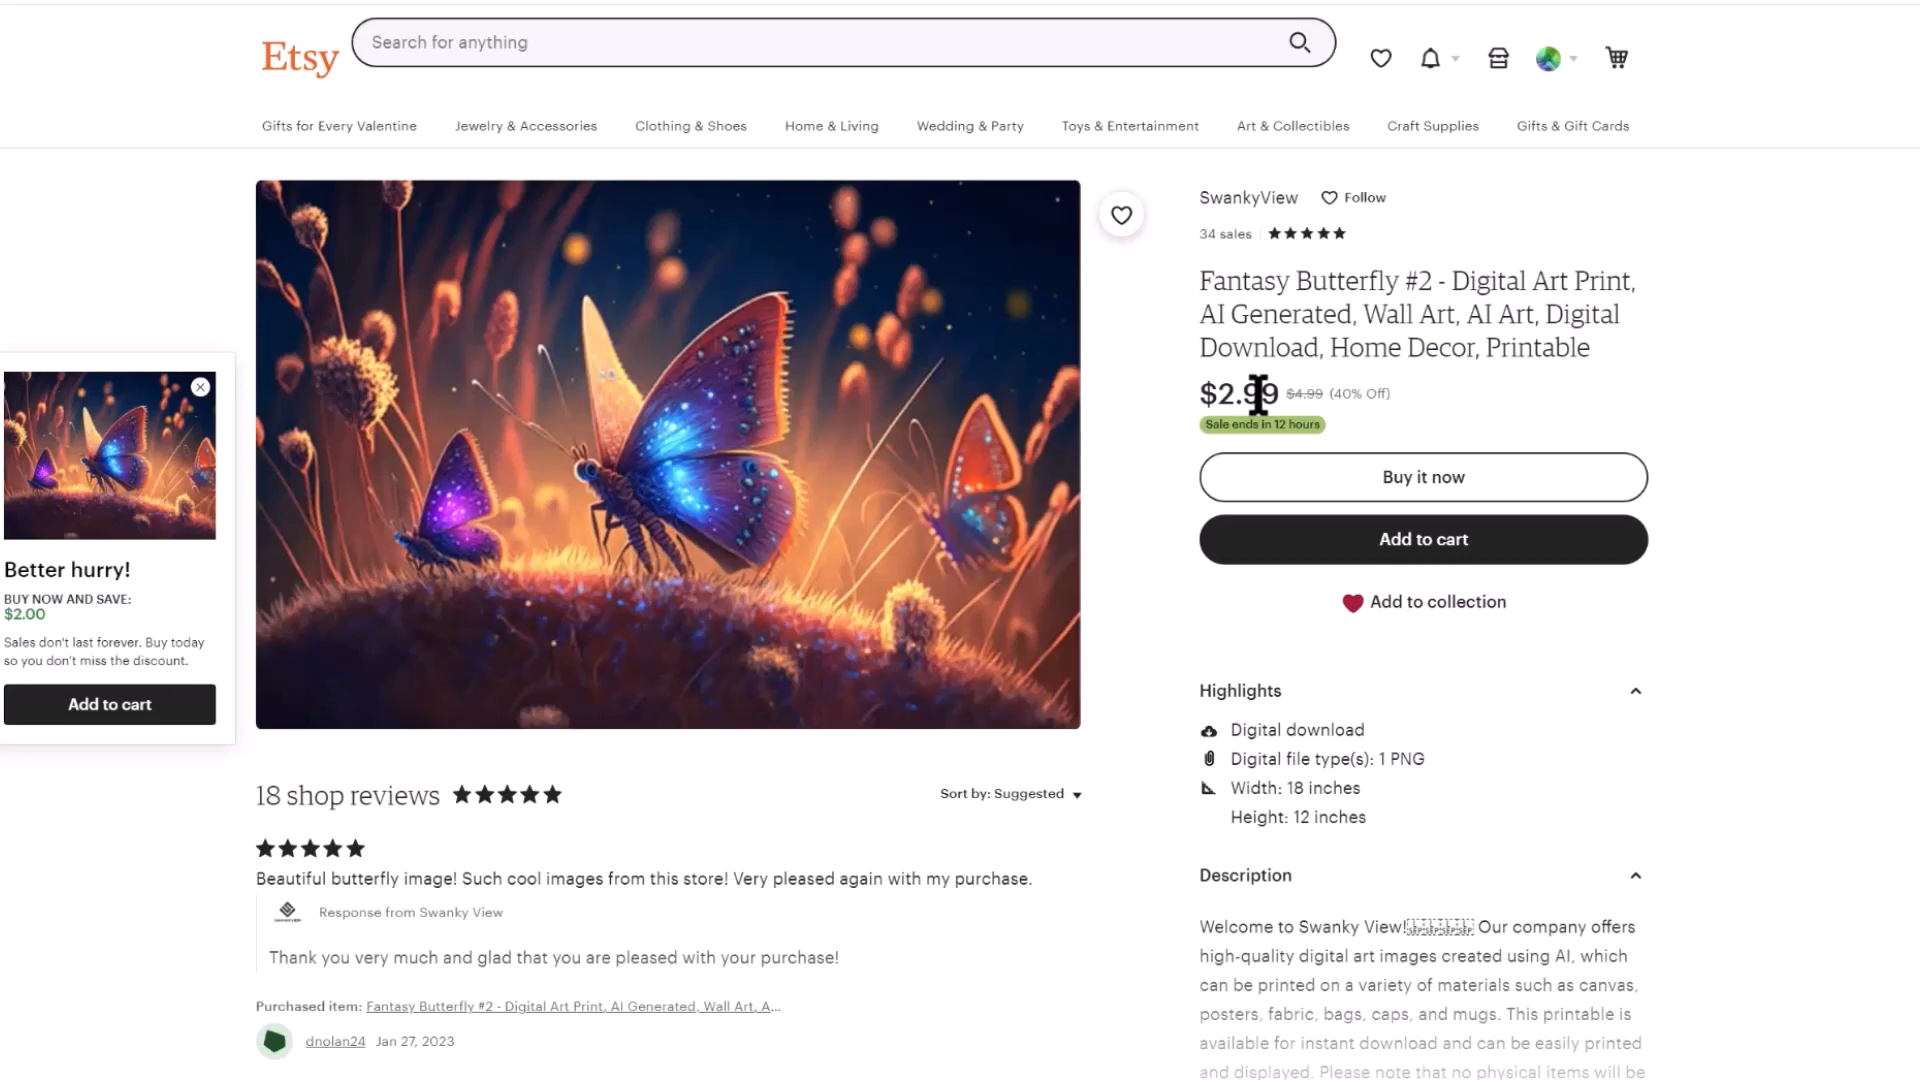 Etsy
Search for anything
Gifts for Every Valentine
Jewelry & Accessories
Clothing & Shoes
Home & Living
Wedding & Party
Toys & Entertainment
Art & Collectibles
Craft Supplies
Gifts & Gift Cards
SwankyView
Follow
34 sales
Fantasy Butterfly #2 - Digital Art Print,
AI Generated, Wall Art, AI Art, Digital
Download, Home Decor, Printable
$2.99 $4.99 (40% Off)
Sale ends in 12 hours
Buy it now
Add to cart
Add to collection
Highlights
Digital download
Digital file type(s): 1 PNG
Width: 18 inches
Height: 12 inches
Description
Welcome to Swanky View! Our company offers
high-quality digital art images created using AI, which
can be printed on a variety of materials such as canvas,
posters, fabric, bags, caps, and mugs. This printable is
available for instant download and can be easily printed
and displayed. Please note that no physical items will be
Better hurry!
BUY NOW AND SAVE:
$2.00
Sales don't last forever. Buy today
so you don't miss the discount.
Add to cart
18 shop reviews
Sort by: Suggested
Beautiful butterfly image! Such cool images from this store! Very pleased again with my purchase.
Response from Swanky View
Thank you very much and glad that you are pleased with your purchase!
Purchased item: Fantasy Butterfly #2 - Digital Art Print, AI Generated, Wall Art, A...
dnolan24 Jan 27, 2023